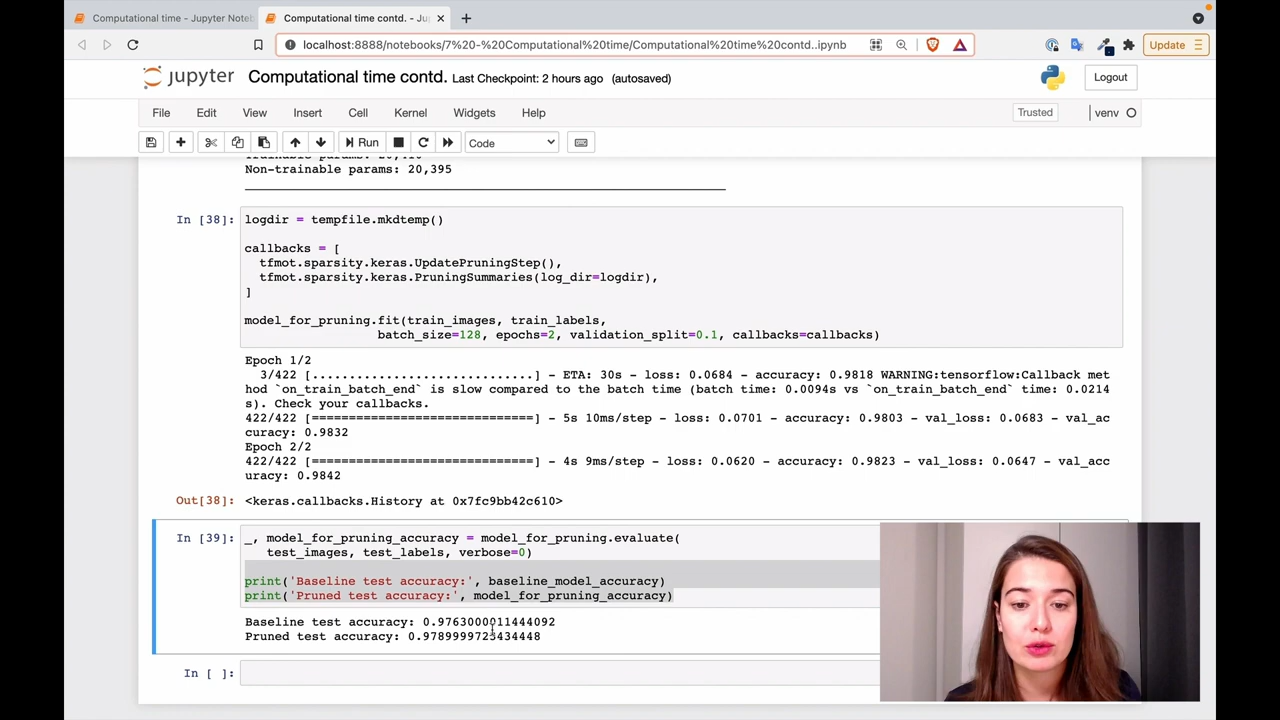 Computational time - Jupyter Note
Computational time contd. - Ju
localhost:8888/notebooks/7%20-%20Computational%20time/Computational%20time%20contd..ipynb
Update
jupyter
Computational time contd. Last Checkpoint: 2 hours ago (autosaved)
Logout
File Edit View Insert Cell Kernel Widgets Help
Trusted
venv
Run
Code
Non-trainable params: 20,395
In [38]:
logdir = tempfile.mkdtemp()
callbacks = [
tfmot.sparsity.keras.UpdatePruningStep(),
tfmot.sparsity.keras.PruningSummaries(log_dir=logdir),
]
model_for_pruning.fit(train_images, train_labels,
batch_size=128, epochs=2, validation_split=0.1, callbacks=callbacks)
Epoch 1/2
3/422 [..............................] - ETA: 30s - loss: 0.0684 - accuracy: 0.9818 WARNING:tensorflow:Callback met
hod `on_train_batch_end` is slow compared to the batch time (batch time: 0.0094s vs `on_train_batch_end` time: 0.0214
s). Check your callbacks.
422/422 [==============================] - 5s 10ms/step - loss: 0.0701 - accuracy: 0.9803 - val_loss: 0.0683 - val_ac
curacy: 0.9832
Epoch 2/2
422/422 [==============================] - 4s 9ms/step - loss: 0.0620 - accuracy: 0.9823 - val_loss: 0.0647 - val_acc
uracy: 0.9842
Out[38]: <keras.callbacks.History at 0x7fc9bb42c610>
In [39]:
_, model_for_pruning_accuracy = model_for_pruning.evaluate(
test_images, test_labels, verbose=0)
print('Baseline test accuracy:', baseline_model_accuracy)
print('Pruned test accuracy:', model_for_pruning_accuracy)
Baseline test accuracy: 0.9763000011444092
Pruned test accuracy: 0.9789999723434448
In [ ]: